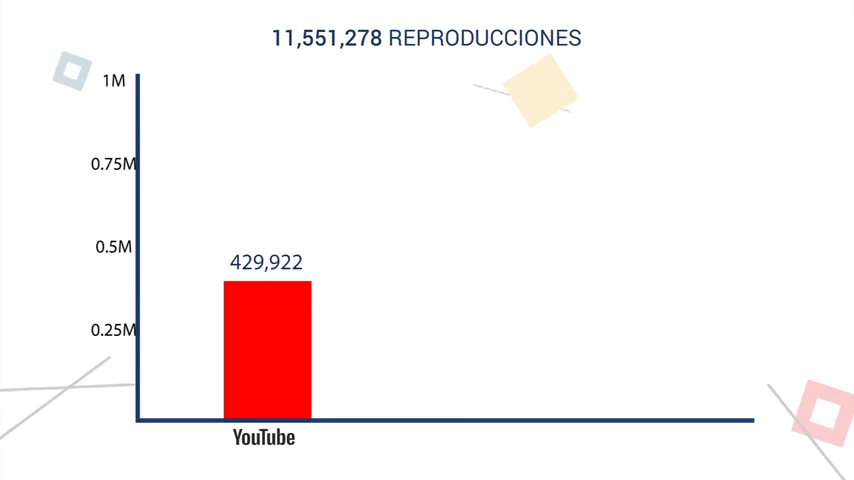 11,551,278 REPRODUCCIONES
1M
0.75M
0.5M
429,922
0.25M
YouTube